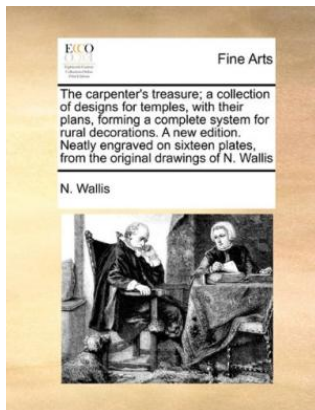 ECCO
Fine Arts
The carpenter's treasure; a collection
of designs for temples, with their
plans, forming a complete system for
rural decorations. A new edition.
Neatly engraved on sixteen plates,
from the original drawings of N. Wallis
N. Wallis